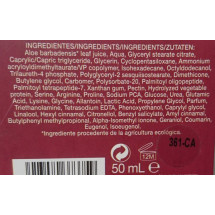 INGREDIENTES/INGREDIENTS/INGREDIENTS/ZUTATEN:
Aloe barbadensis* leaf juice, Aqua, Glyceryl stearate citrate,
Caprylic/Capric triglyceride, Glycerin, Cyclopentasiloxane, Ammonium
acryloyldimethyltaurate/VP copolymer, Isohexadecane, Octyldodecanol,
Trilaureth-4 phosphate, Polyglyceryl-2 sesquiisostearate, Dimethicone,
Butylene glycol, Carbomer, Polysorbate-20, Palmitoyl oligopeptide,
Palmitoyl tetrapeptide-7, Xanthan gum, Pectin, Hydrolyzed vegetable
protein, Serine, Arginine, Proline, Sodium PCA, Glucose, Urea, Glutamic
Acid, Lysine, Glycine, Allantoin, Lactic Acid, Propylene Glycol, Parfum,
Triethanolamine, Tetrasodium EDTA, Phenoxyethanol, Caprylyl glycol,
Linalool, Hexyl cinnamal, Citronellol, Benzyl salicylate, Amyl cinnamal,
Butylphenyl methylpropional, Alpha-Isomethyl ionone, Geraniol, Coumarin,
Eugenol, Isoeugenol.
*Ingrediente procedente de la agricultura ecológica.
361-CA
12M
50 mL e